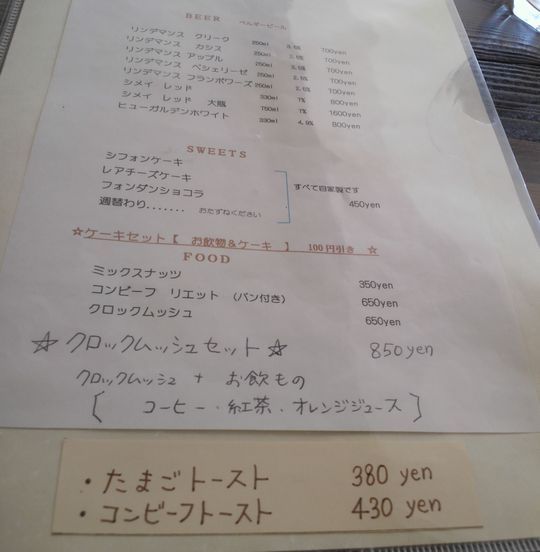 BEER ベルギービール
リンデマンス クリーク 250ml 700yen
リンデマンス カシス 250ml 700yen
リンデマンス アップル 250ml 700yen
リンデマンス ペシェリーゼ 250ml 2.5% 700yen
リンデマンス フランボワーズ 250ml 2.5% 700yen
シメイ レッド 330ml 7% 800yen
シメイ レッド 大瓶 750ml 7% 1600yen
ヒューガルデンホワイト 330ml 4.9% 800yen
SWEETS
シフォンケーキ
レアチーズケーキ
フォンダンショコラ
週替わり....... おたずねください
すべて自家製です
450yen
☆ケーキセット【 お飲物&ケーキ 】 100円引き ☆
FOOD
ミックスナッツ 350yen
コンビーフ リエット (パン付き) 650yen
クロックムッシュ 650yen
☆ クロックムッシュセット ☆ 850yen
クロックムッシュ + お飲もの
[ コーヒー・紅茶・オレンジジュース ]
・たまごトースト 380 yen
・コンビーフトースト 430 yen